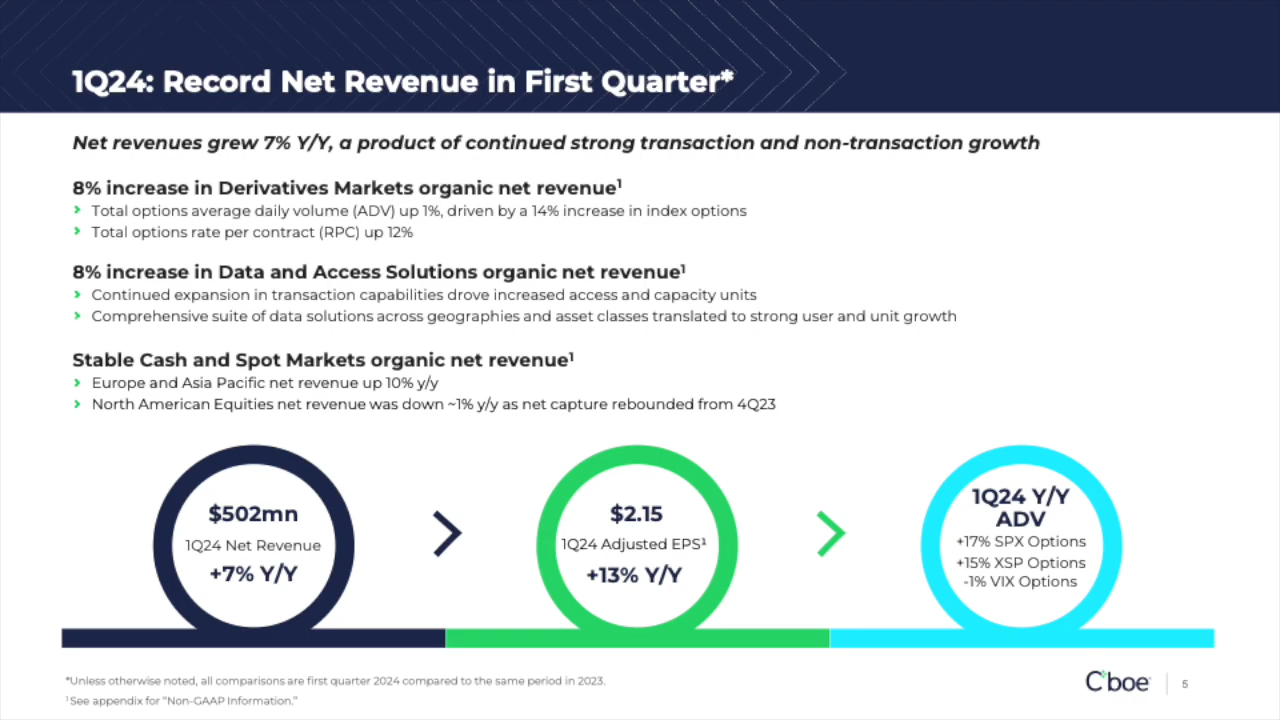 1Q24: Record Net Revenue in First Quarter*
Net revenues grew 7% Y/Y, a product of continued strong transaction and non-transaction growth
8% increase in Derivatives Markets organic net revenue¹
Total options average daily volume (ADV) up 1%, driven by a 14% increase in index options
Total options rate per contract (RPC) up 12%
8% increase in Data and Access Solutions organic net revenue¹
Continued expansion in transaction capabilities drove increased access and capacity units
Comprehensive suite of data solutions across geographies and asset classes translated to strong user and unit growth
Stable Cash and Spot Markets organic net revenue¹
Europe and Asia Pacific net revenue up 10% y/y
North American Equities net revenue was down ~1% y/y as net capture rebounded from 4Q23
$502mn
1Q24 Net Revenue
+7% Y/Y
$2.15
1Q24 Adjusted EPS¹
+13% Y/Y
1Q24 Y/Y
ADV
+17% SPX Options
+15% XSP Options
-1% VIX Options
*Unless otherwise noted, all comparisons are first quarter 2024 compared to the same period in 2023.
¹ See appendix for “Non-GAAP Information.”
Cboe
5